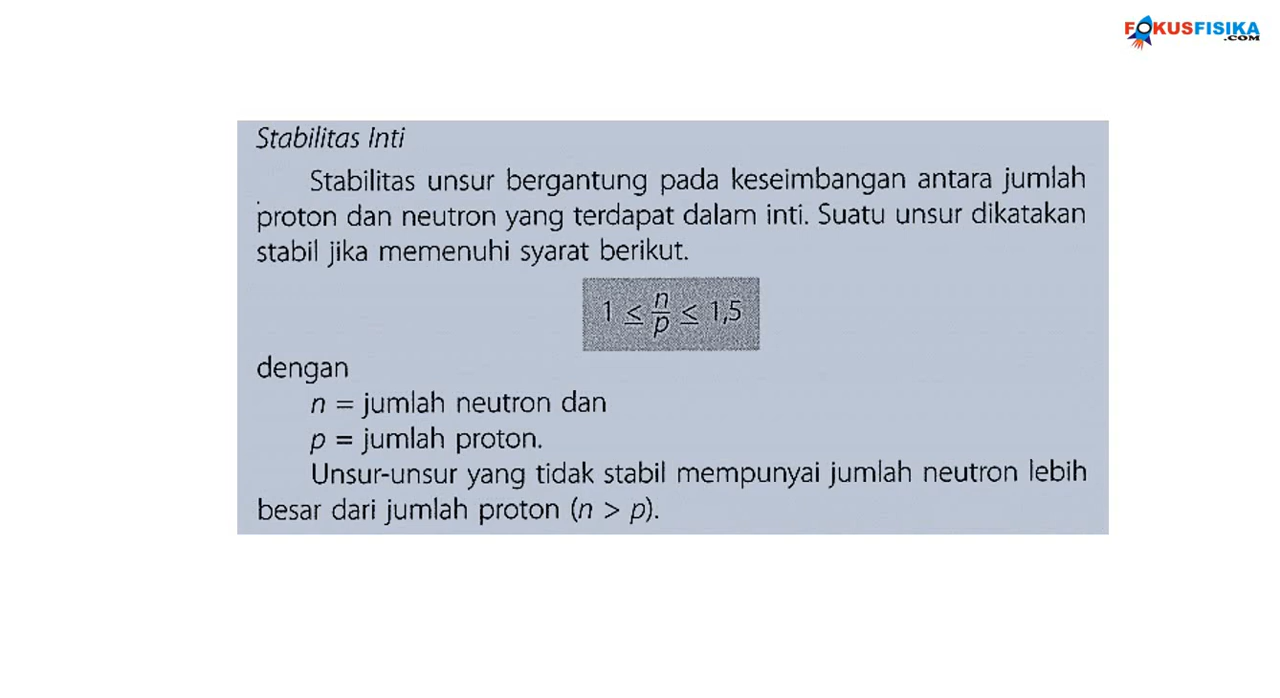 FOKUSFISIKA
.COM
Stabilitas Inti
Stabilitas unsur bergantung pada keseimbangan antara jumlah
proton dan neutron yang terdapat dalam inti. Suatu unsur dikatakan
stabil jika memenuhi syarat berikut.
1 ≤ n/p ≤ 1,5
dengan
n = jumlah neutron dan
p = jumlah proton.
Unsur-unsur yang tidak stabil mempunyai jumlah neutron lebih
besar dari jumlah proton (n > p).